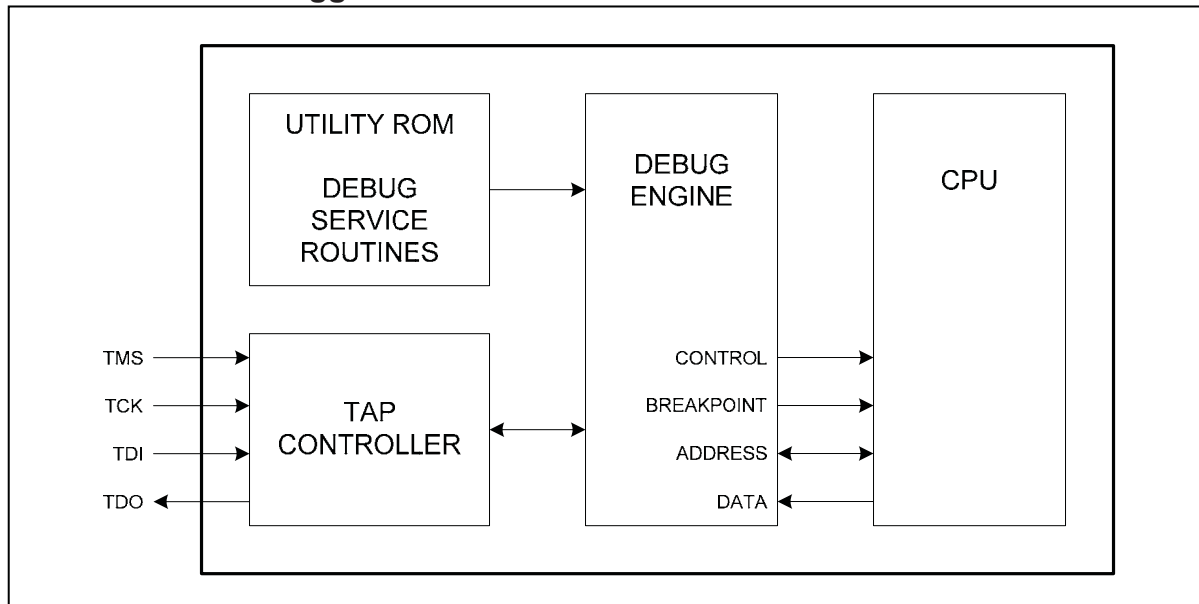 UTILITY ROM
DEBUG
SERVICE
ROUTINES
DEBUG
ENGINE
CPU
TMS
TCK
TDI
TDO
TAP
CONTROLLER
CONTROL
BREAKPOINT
ADDRESS
DATA